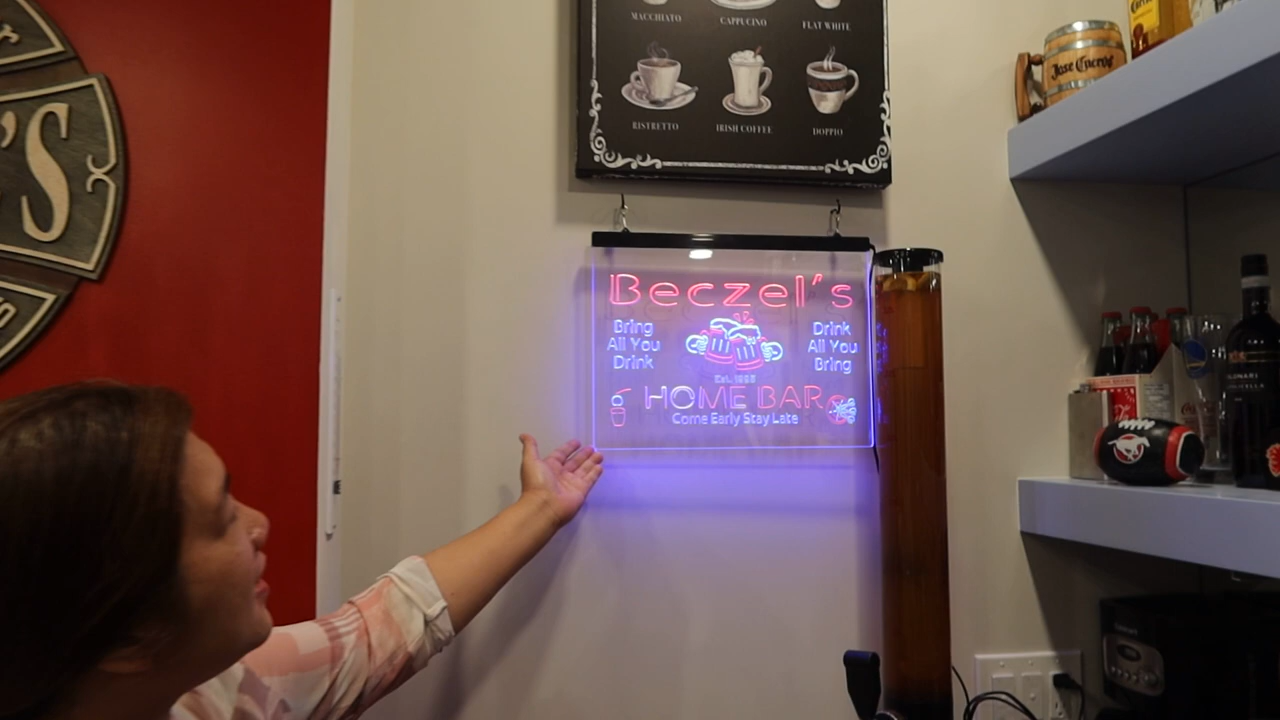 'S
MACCHIATO CAPPUCINO FLAT WHITE
RISTRETTO IRISH COFFEE DOPPIO
Beczel's
Bring
All You
Drink
Drink
All You
Bring
HOME BAR
Come Early Stay Late
Jose Cuervo